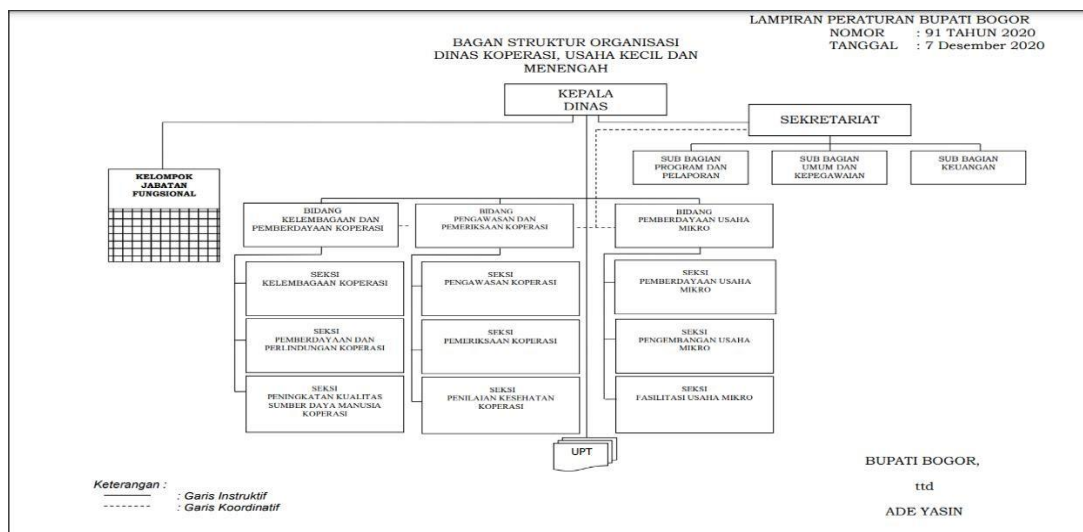 LAMPIRAN PERATURAN BUPATI BOGOR
NOMOR : 91 TAHUN 2020
TANGGAL : 7 Desember 2020
BAGAN STRUKTUR ORGANISASI
DINAS KOPERASI, USAHA KECIL DAN
MENENGAH
KEPALA
DINAS
SEKRETARIAT
SUB BAGIAN
PROGRAM DAN
PELAPORAN
SUB BAGIAN
UMUM DAN
KEPEGAWAIAN
SUB BAGIAN
KEUANGAN
KELOMPOK
JABATAN
FUNGSIONAL
BIDANG
KELEMBAGAAN DAN
PEMBERDAYAAN KOPERASI
BIDANG
PENGAWASAN DAN
PEMERIKSAAN KOPERASI
BIDANG
PEMBERDAYAAN USAHA
MIKRO
SEKSI
KELEMBAGAAN KOPERASI
SEKSI
PENGAWASAN KOPERASI
SEKSI
PEMBERDAYAAN USAHA
MIKRO
SEKSI
PEMBERDAYAAN DAN
PERLINDUNGAN KOPERASI
SEKSI
PEMERIKSAAN KOPERASI
SEKSI
PENGEMBANGAN USAHA
MIKRO
SEKSI
PENINGKATAN KUALITAS
SUMBER DAYA MANUSIA
KOPERASI
SEKSI
PENILAIAN KESEHATAN
KOPERASI
SEKSI
FASILITASI USAHA MIKRO
UPT
BUPATI BOGOR,
ttd
ADE YASIN
Keterangan :
: Garis Instruktif
: Garis Koordinatif